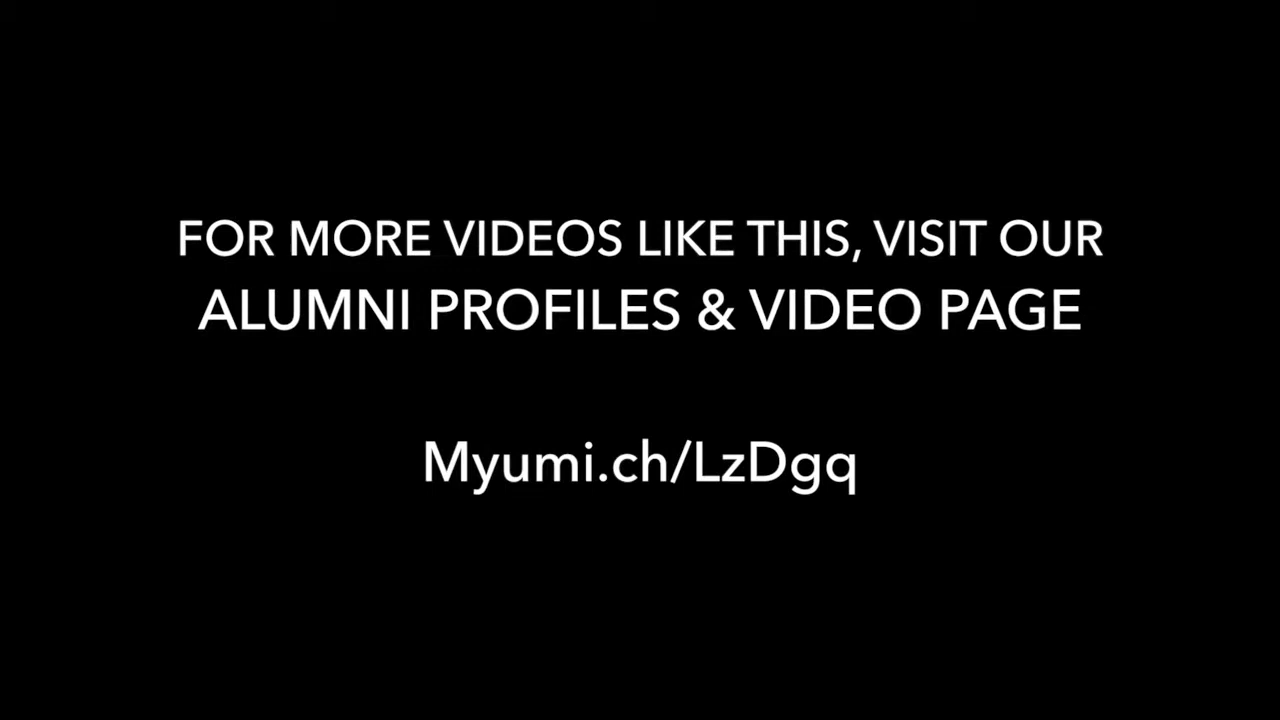 FOR MORE VIDEOS LIKE THIS, VISIT OUR
ALUMNI PROFILES & VIDEO PAGE
Myumi.ch/LzDgq